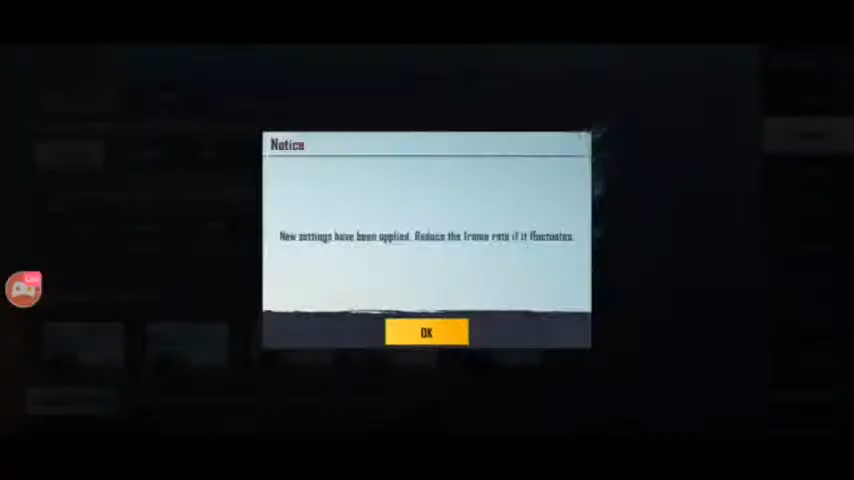 Notice
New settings have been applied. Reduce the frame rate if it fluctuates.
OK